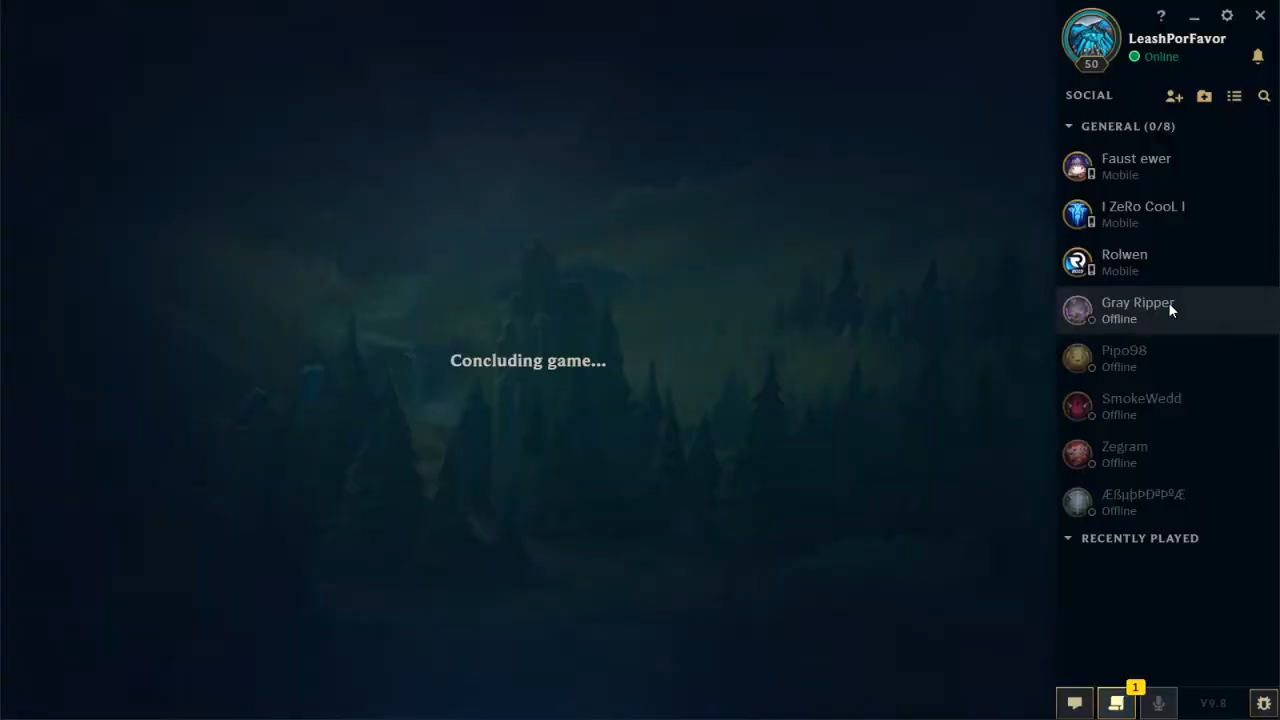 ?
LeashPorFavor
Online
50
SOCIAL
GENERAL (0/8)
Faust ewer
Mobile
I ZeRo CooL I
Mobile
Rolwen
Mobile
Gray Ripper
Offline
Concluding game...
Pipo98
Offline
SmokeWedd
Offline
Zegram
Offline
ÆßµþÞÐªÞºÆ
Offline
RECENTLY PLAYED
1
V9.8